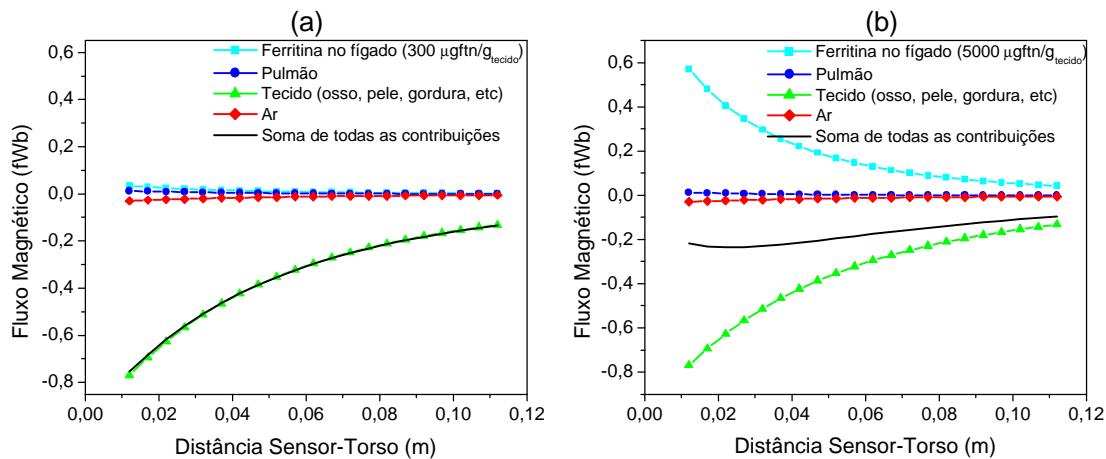 (a)
0,6
0,4
0,2
0,0
-0,2
-0,4
-0,6
-0,8
Fluxo Magnético (fWb)
Ferritina no fígado (300 μgftn/g_tecido)
Pulmão
Tecido (osso, pele, gordura, etc)
Ar
Soma de todas as contribuições
0,00 0,02 0,04 0,06 0,08 0,10 0,12
Distância Sensor-Torso (m)
(b)
0,6
0,4
0,2
0,0
-0,2
-0,4
-0,6
-0,8
Fluxo Magnético (fWb)
Ferritina no fígado (5000 μgftn/g_tecido)
Pulmão
Tecido (osso, pele, gordura, etc)
Ar
Soma de todas as contribuições
0,00 0,02 0,04 0,06 0,08 0,10 0,12
Distância Sensor-Torso (m)